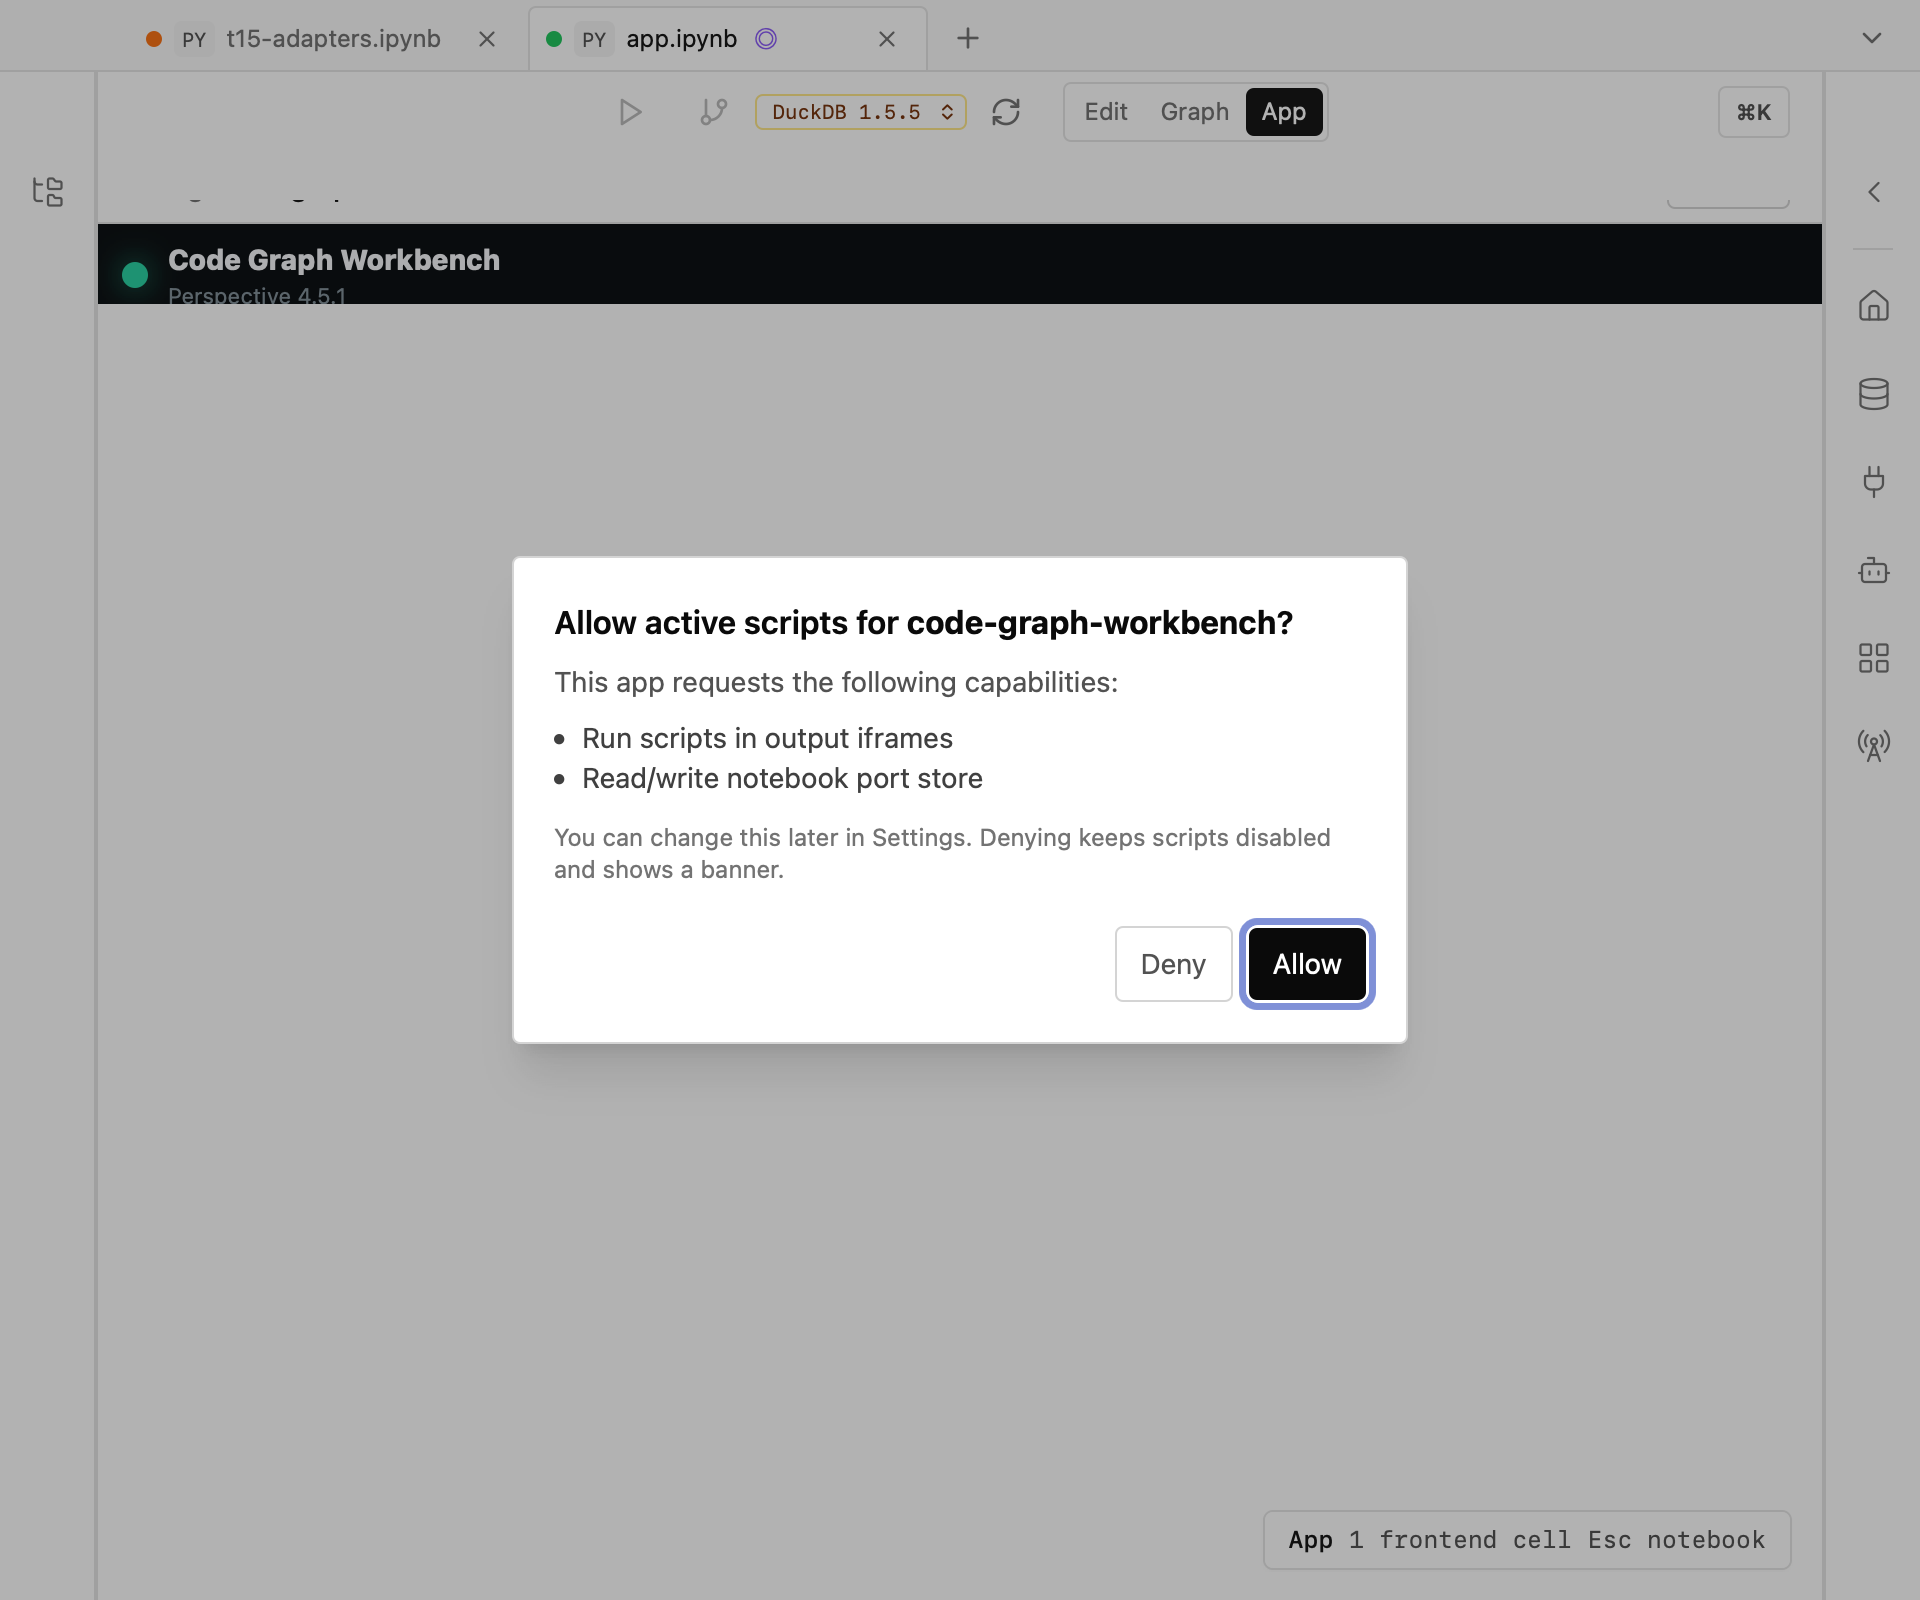 PY t15-adapters.ipynb
PY app.ipynb
DuckDB 1.5.5
Edit Graph App
⌘K
Code Graph Workbench
Perspective 4.5.1
Allow active scripts for code-graph-workbench?
This app requests the following capabilities:
• Run scripts in output iframes
• Read/write notebook port store
You can change this later in Settings. Denying keeps scripts disabled
and shows a banner.
Deny Allow
App 1 frontend cell Esc notebook